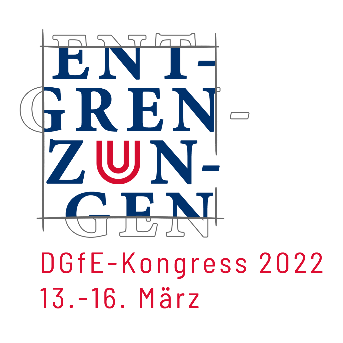 ENT-
GREN-
ZUN-
GEN
DGfE-Kongress 2022
13.-16. März